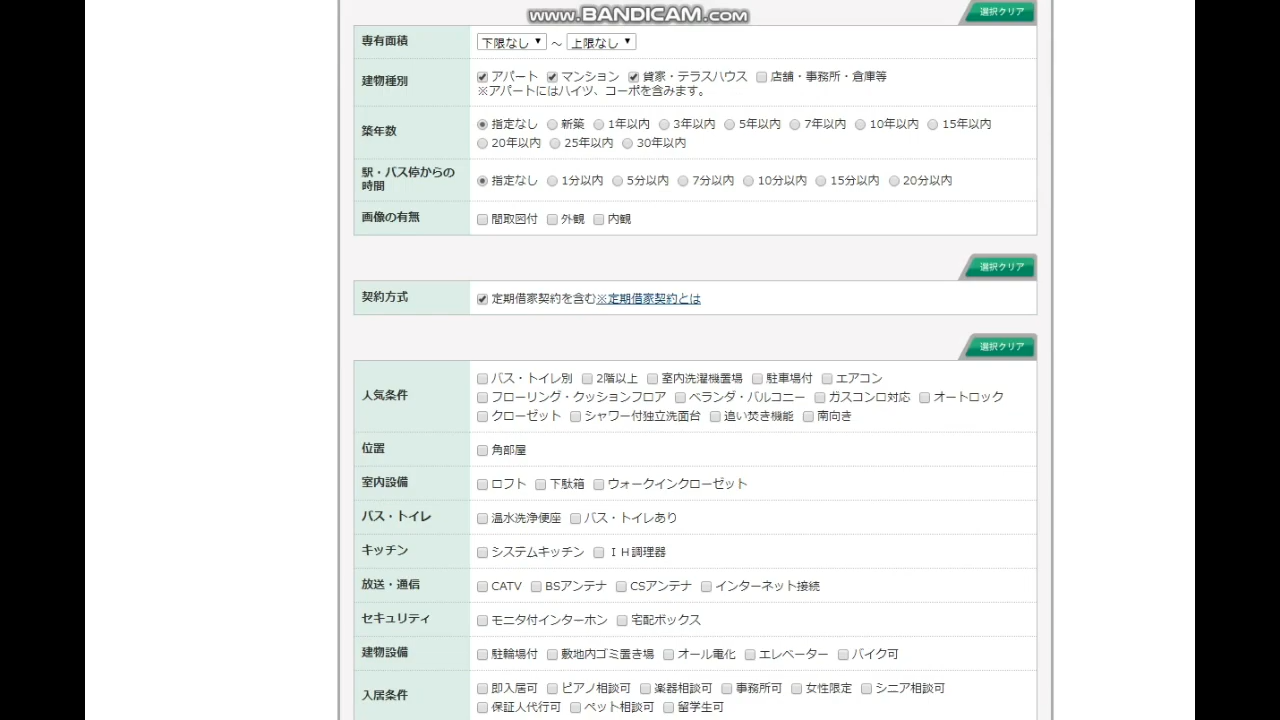 www.BANDICAM.com
選択クリア
専有面積 下限なし ～ 上限なし
建物種別 アパート マンション 貸家・テラスハウス 店舗・事務所・倉庫等
※アパートにはハイツ、コーポを含みます。
築年数 指定なし 新築 1年以内 3年以内 5年以内 7年以内 10年以内 15年以内
20年以内 25年以内 30年以内
駅・バス停からの
時間
指定なし 1分以内 5分以内 7分以内 10分以内 15分以内 20分以内
画像の有無 間取図付 外観 内観
選択クリア
契約方式 定期借家契約を含む※定期借家契約とは
選択クリア
人気条件
バス・トイレ別 2階以上 室内洗濯機置場 駐車場付 エアコン
フローリング・クッションフロア ベランダ・バルコニー ガスコンロ対応 オートロック
クローゼット シャワー付独立洗面台 追い焚き機能 南向き
位置 角部屋
室内設備 ロフト 下駄箱 ウォークインクローゼット
バス・トイレ 温水洗浄便座 バス・トイレあり
キッチン システムキッチン ＩＨ調理器
放送・通信 CATV BSアンテナ CSアンテナ インターネット接続
セキュリティ モニタ付インターホン 宅配ボックス
建物設備 駐輪場付 敷地内ゴミ置き場 オール電化 エレベーター バイク可
入居条件 即入居可 ピアノ相談可 楽器相談可 事務所可 女性限定 シニア相談可
保証人代行可 ペット相談可 留学生可